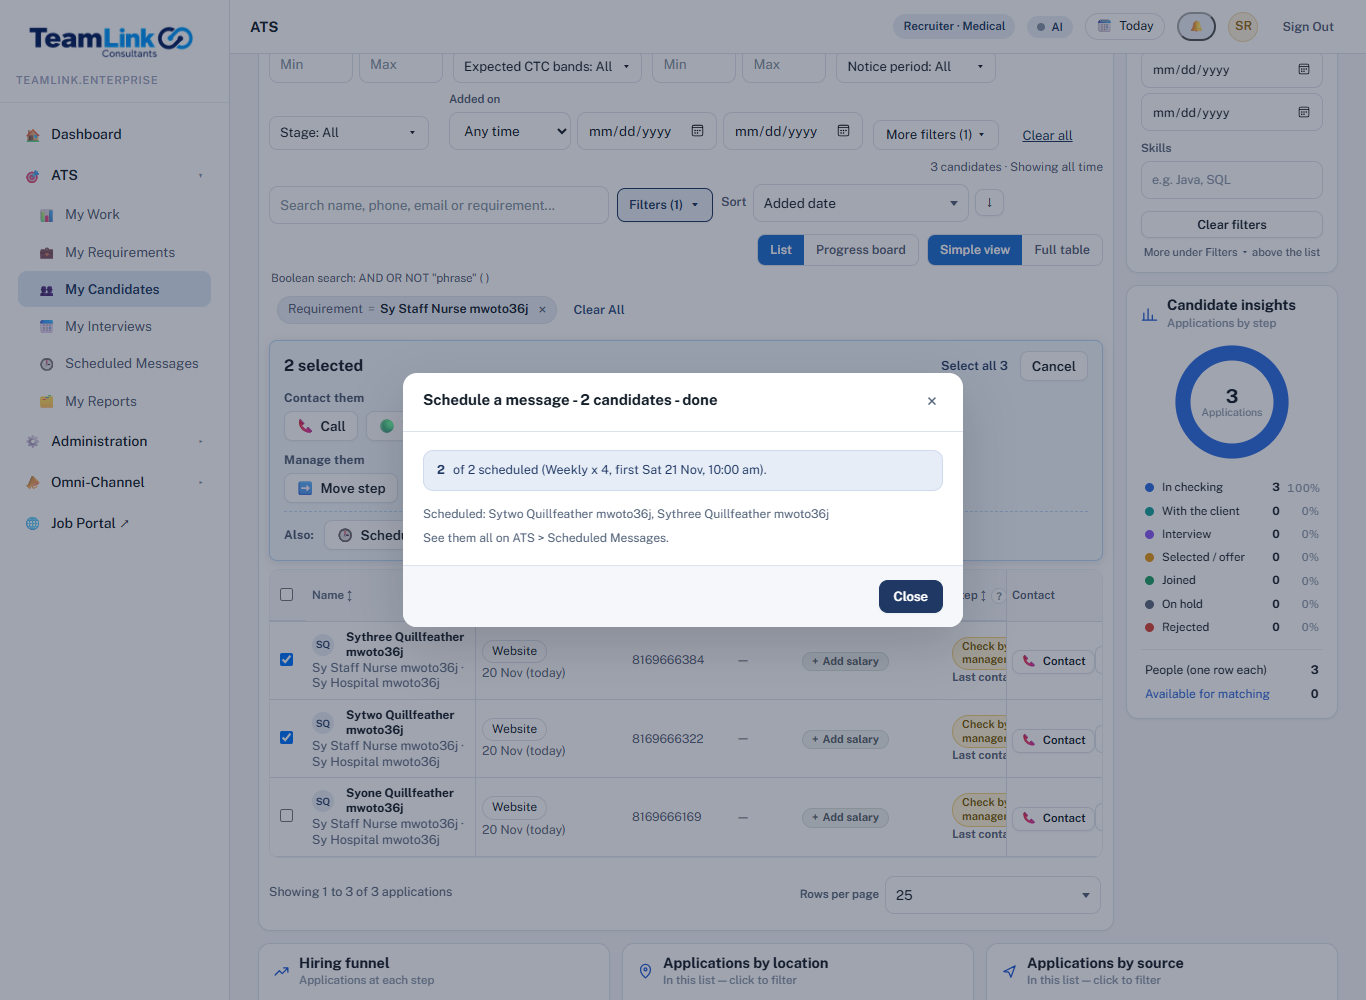 TeamLink
Consultants
TEAMLINK.ENTERPRISE
Dashboard
ATS
My Work
My Requirements
My Candidates
My Interviews
Scheduled Messages
My Reports
Administration
Omni-Channel
Job Portal ↗
ATS
Recruiter · Medical
AI
Today
SR
Sign Out
Min
Max
Expected CTC bands: All
Min
Max
Notice period: All
Added on
Stage: All
Any time
mm/dd/yyyy
mm/dd/yyyy
More filters (1)
Clear all
3 candidates · Showing all time
Search name, phone, email or requirement...
Filters (1)
Sort
Added date
↓
List
Progress board
Simple view
Full table
Boolean search: AND OR NOT "phrase" ( )
Requirement = Sy Staff Nurse mwoto36j ×
Clear All
2 selected
Select all 3
Cancel
Contact them
Call
Manage them
Move step
Also:
Schedule a message - 2 candidates - done
×
2 of 2 scheduled (Weekly x 4, first Sat 21 Nov, 10:00 am).
Scheduled: Sytwo Quillfeather mwoto36j, Sythree Quillfeather mwoto36j
See them all on ATS > Scheduled Messages.
Close
Name
?
Contact
SQ
Sythree Quillfeather
mwoto36j
Sy Staff Nurse mwoto36j ·
Sy Hospital mwoto36j
Website
20 Nov (today)
8169666384
—
+ Add salary
Check by
manager
Last conta
Contact
SQ
Sytwo Quillfeather
mwoto36j
Sy Staff Nurse mwoto36j ·
Sy Hospital mwoto36j
Website
20 Nov (today)
8169666322
—
+ Add salary
Check by
manager
Last conta
Contact
SQ
Syone Quillfeather
mwoto36j
Sy Staff Nurse mwoto36j ·
Sy Hospital mwoto36j
Website
20 Nov (today)
8169666169
—
+ Add salary
Check by
manager
Last conta
Contact
Showing 1 to 3 of 3 applications
Rows per page
25
Hiring funnel
Applications at each step
Applications by location
In this list — click to filter
Applications by source
In this list — click to filter
mm/dd/yyyy
mm/dd/yyyy
Skills
e.g. Java, SQL
Clear filters
More under Filters • above the list
Candidate insights
Applications by step
3
Applications
In checking 3 100%
With the client 0 0%
Interview 0 0%
Selected / offer 0 0%
Joined 0 0%
On hold 0 0%
Rejected 0 0%
People (one row each) 3
Available for matching 0